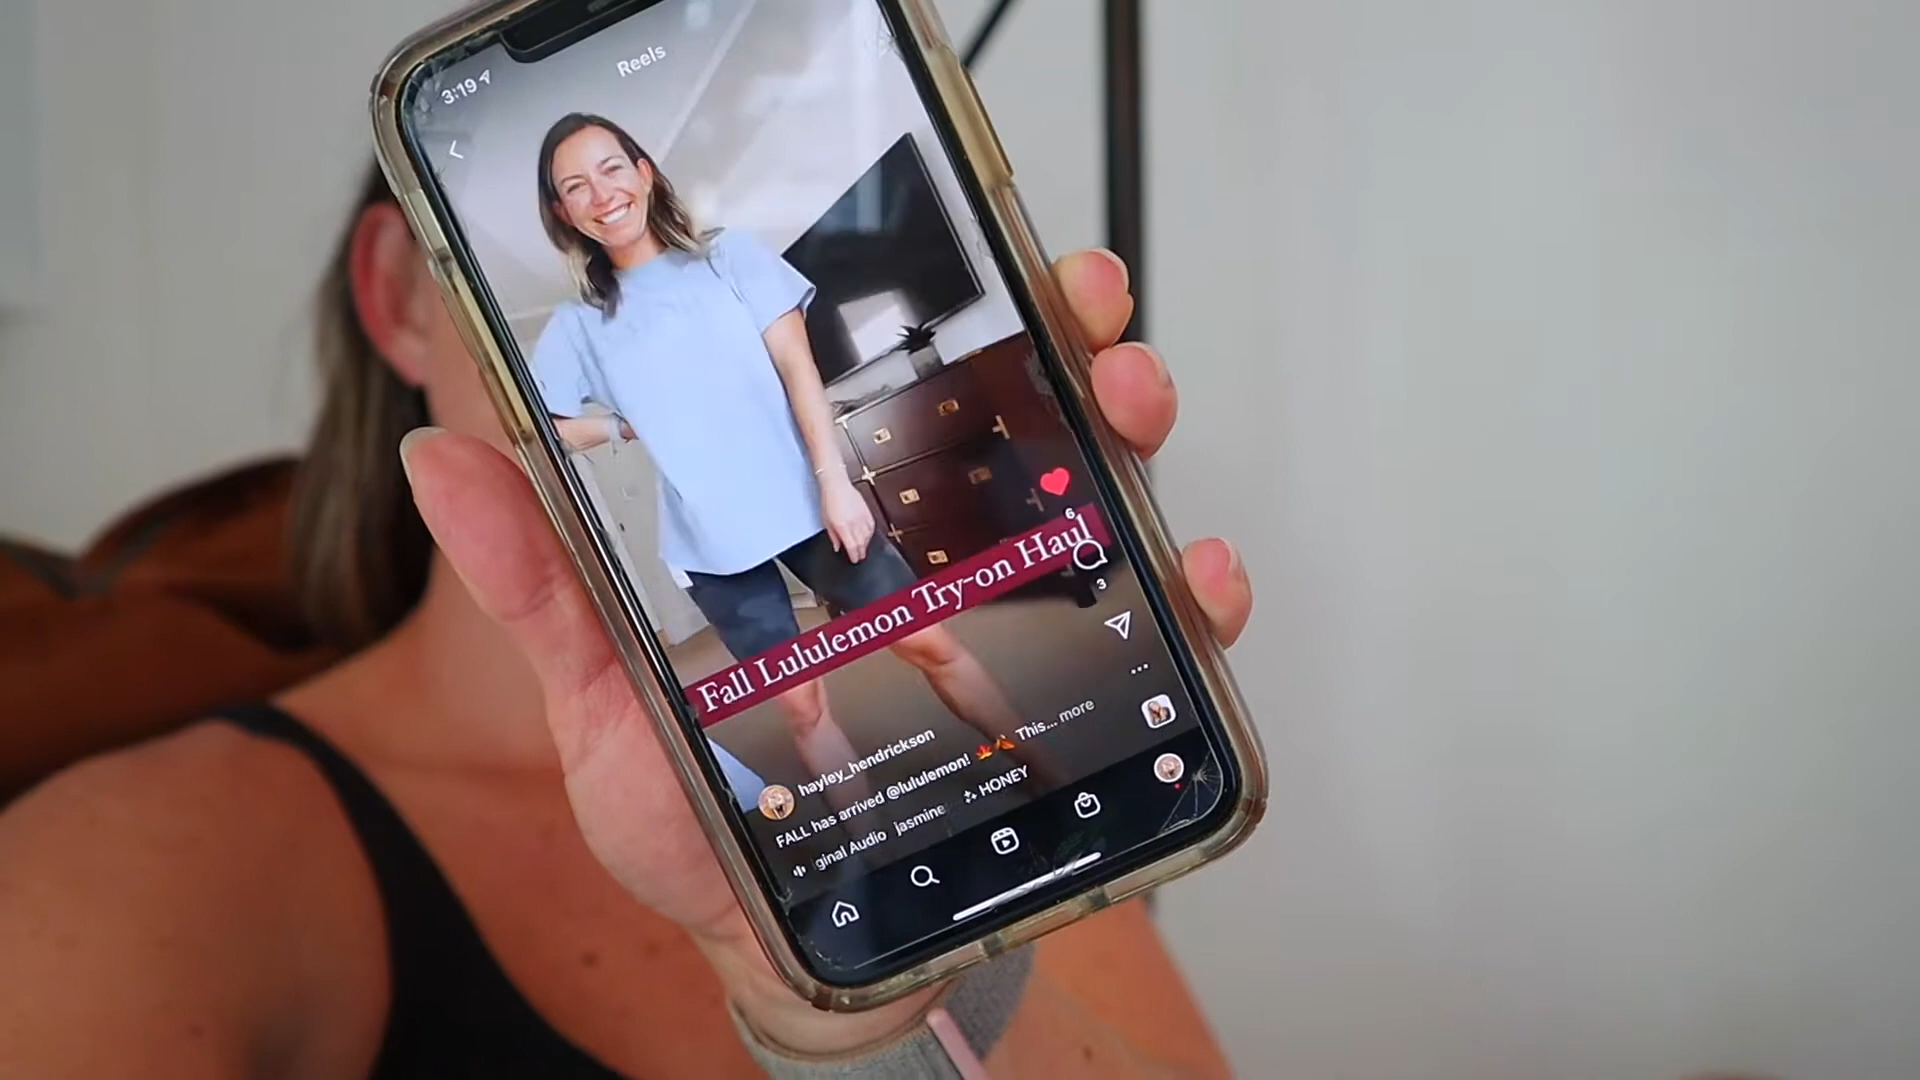 3:19
Reels
6
Fall Lululemon Try-on Haul
3
hayley_hendrickson
FALL has arrived @lululemon! 🍁🍂 This... more
ginal Audio jasmine HONEY